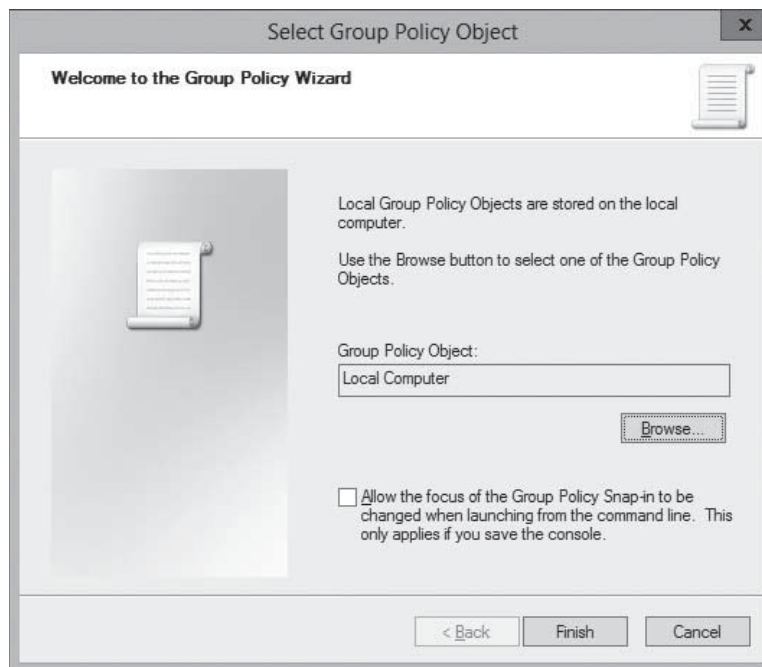 Select Group Policy Object
x
Welcome to the Group Policy Wizard
Local Group Policy Objects are stored on the local
computer.
Use the Browse button to select one of the Group Policy
Objects.
Group Policy Object:
Local Computer
Browse...
Allow the focus of the Group Policy Snap-in to be
changed when launching from the command line. This
only applies if you save the console.
< Back
Finish
Cancel